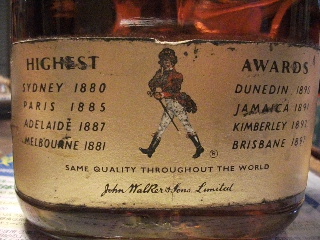 HIGHEST AWARDS
SYDNEY 1880 DUNEDIN
PARIS 1885 JAMAICA
ADELAIDE 1887 KIMBERLEY
MELBOURNE 1881 BRISBANE
SAME QUALITY THROUGHOUT THE WORLD
John Walker & Sons. Limited